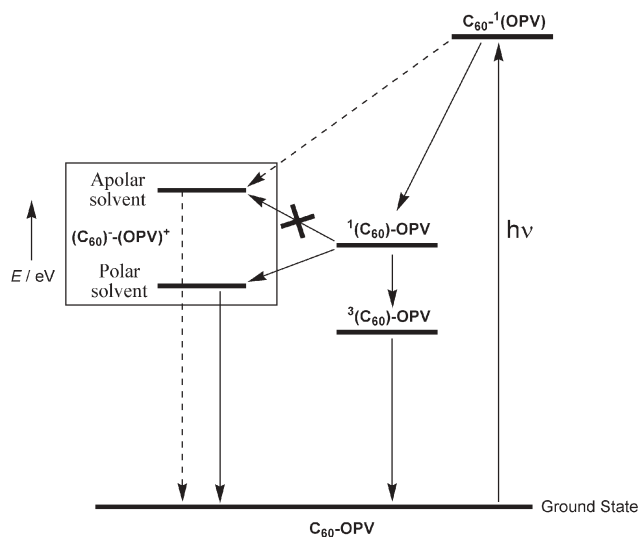 C₆₀-¹(OPV)
Apolar
solvent
(C₆₀)⁻-(OPV)⁺
Polar
solvent
E / eV
¹(C₆₀)-OPV
hν
³(C₆₀)-OPV
Ground State
C₆₀-OPV